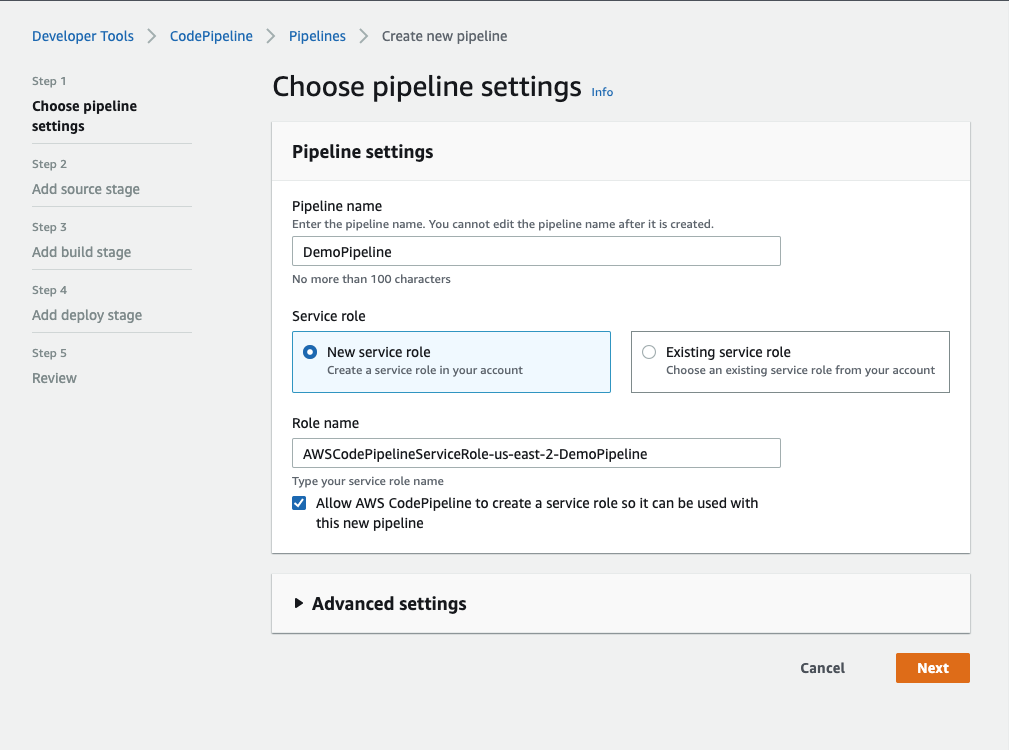 Developer Tools > CodePipeline > Pipelines > Create new pipeline
Step 1
Choose pipeline
settings
Step 2
Add source stage
Step 3
Add build stage
Step 4
Add deploy stage
Step 5
Review
Choose pipeline settings Info
Pipeline settings
Pipeline name
Enter the pipeline name. You cannot edit the pipeline name after it is created.
DemoPipeline
No more than 100 characters
Service role
New service role
Create a service role in your account
Existing service role
Choose an existing service role from your account
Role name
AWSCodePipelineServiceRole-us-east-2-DemoPipeline
Type your service role name
Allow AWS CodePipeline to create a service role so it can be used with
this new pipeline
Advanced settings
Cancel
Next